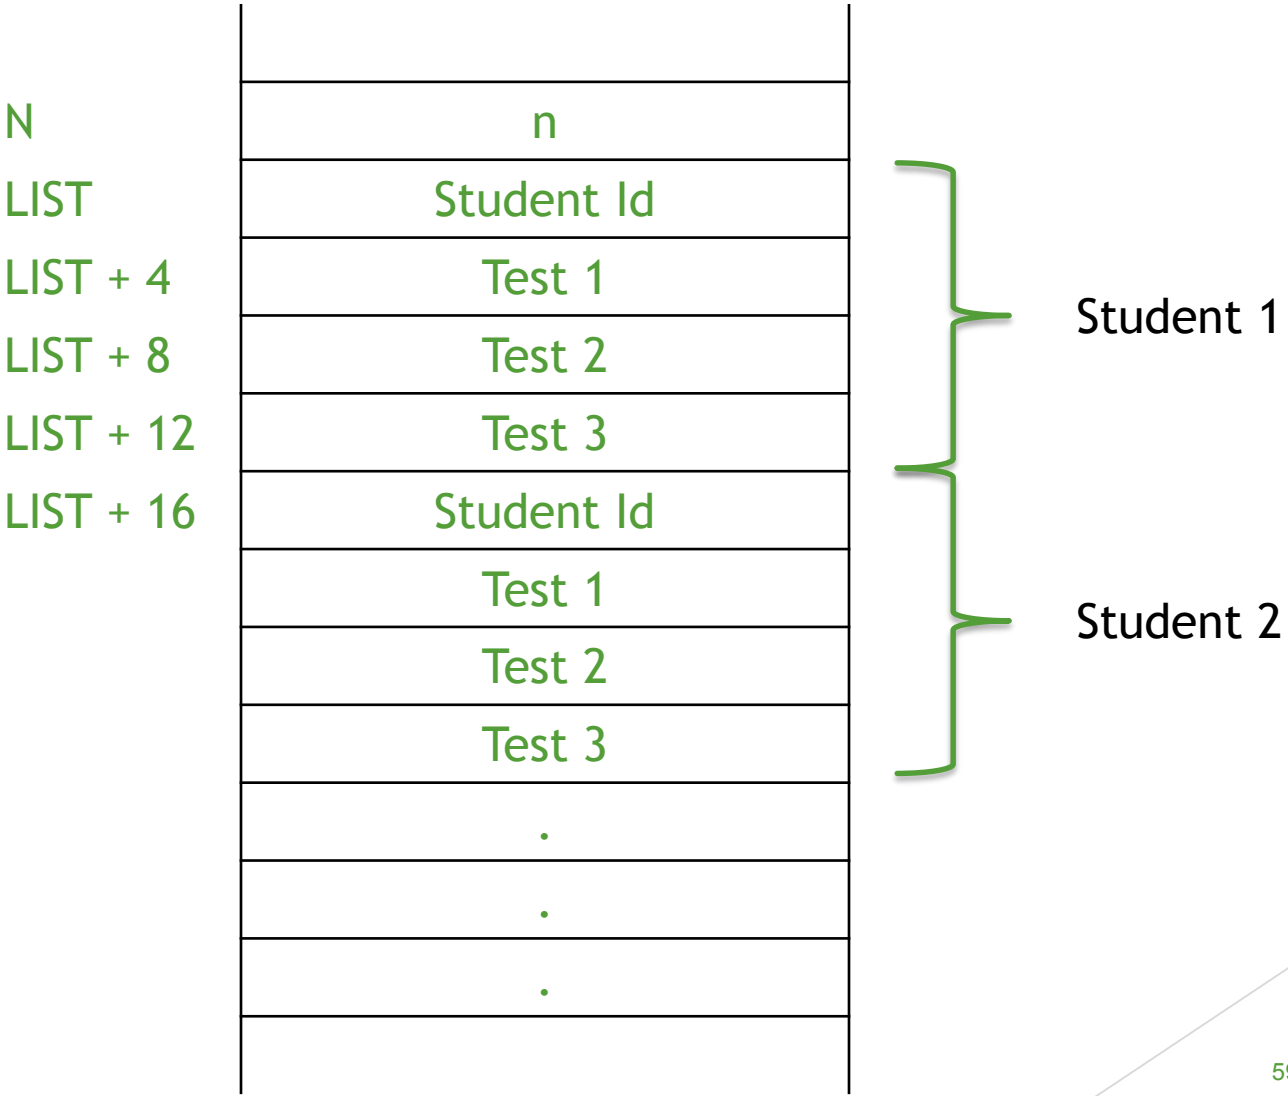 N n
LIST Student Id
LIST + 4 Test 1
LIST + 8 Test 2
Student 1
LIST + 12 Test 3
LIST + 16 Student Id
Test 1
Student 2
Test 2
Test 3
.
.
.
59